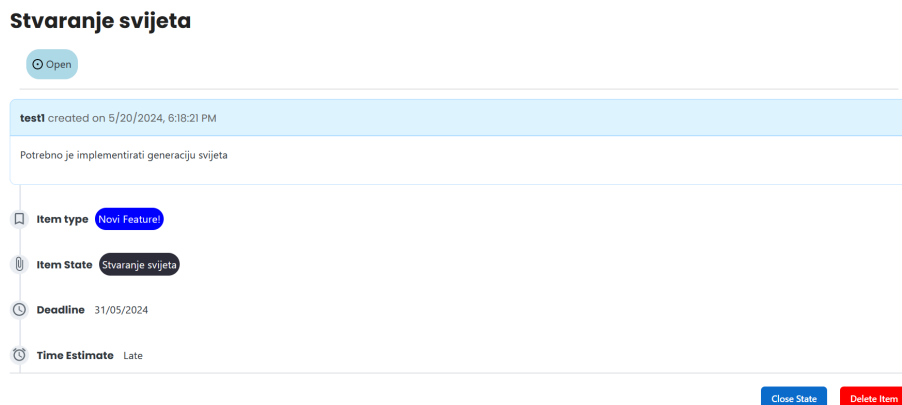 Stvaranje svijeta
Open
test1 created on 5/20/2024, 6:18:21 PM
Potrebno je implementirati generaciju svijeta
Item type Novi Feature!
Item State Stvaranje svijeta
Deadline 31/05/2024
Time Estimate Late
Close State Delete Item